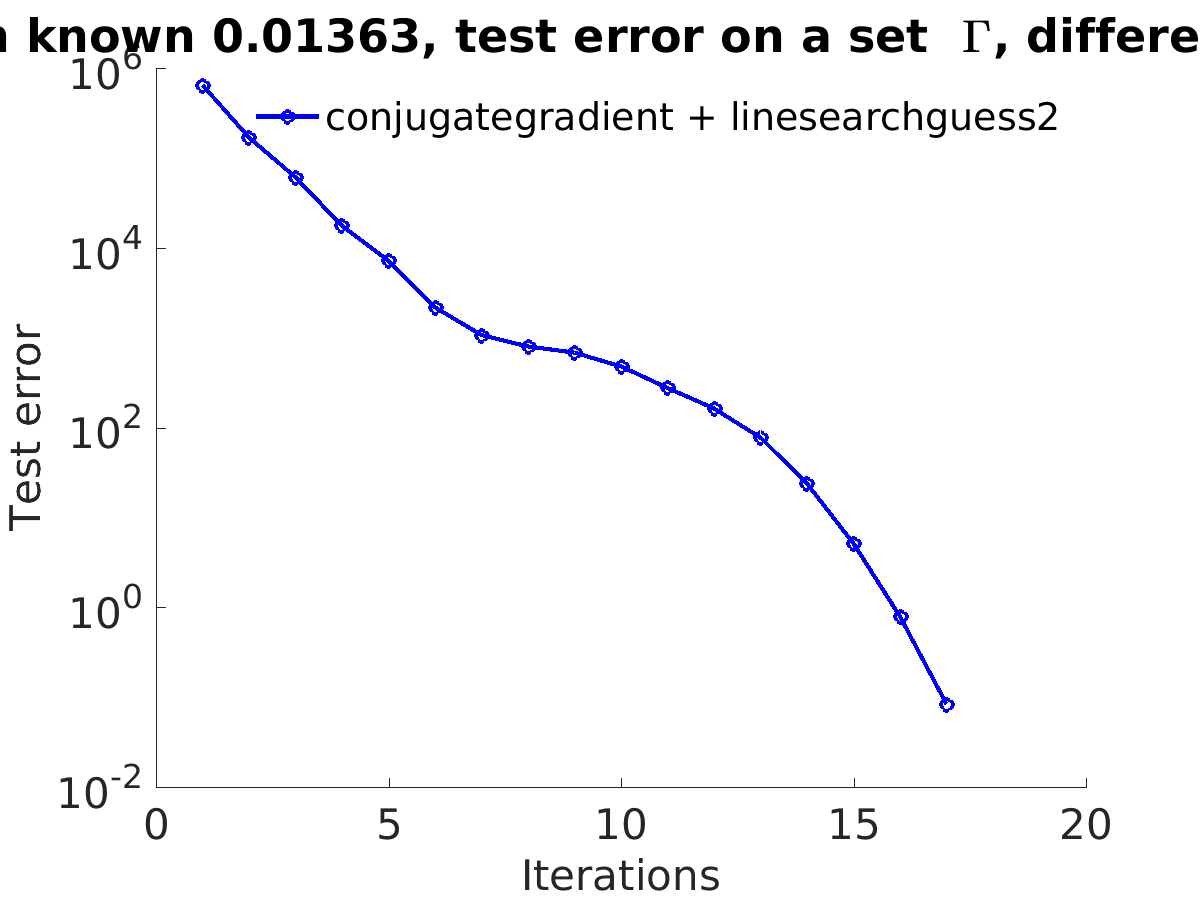 known 0.01363, test error on a set Γ, differe
10^6
conjugategradient + linesearchguess2
10^4
10^2
10^0
10^-2
Test error
0 5 10 15 20
Iterations